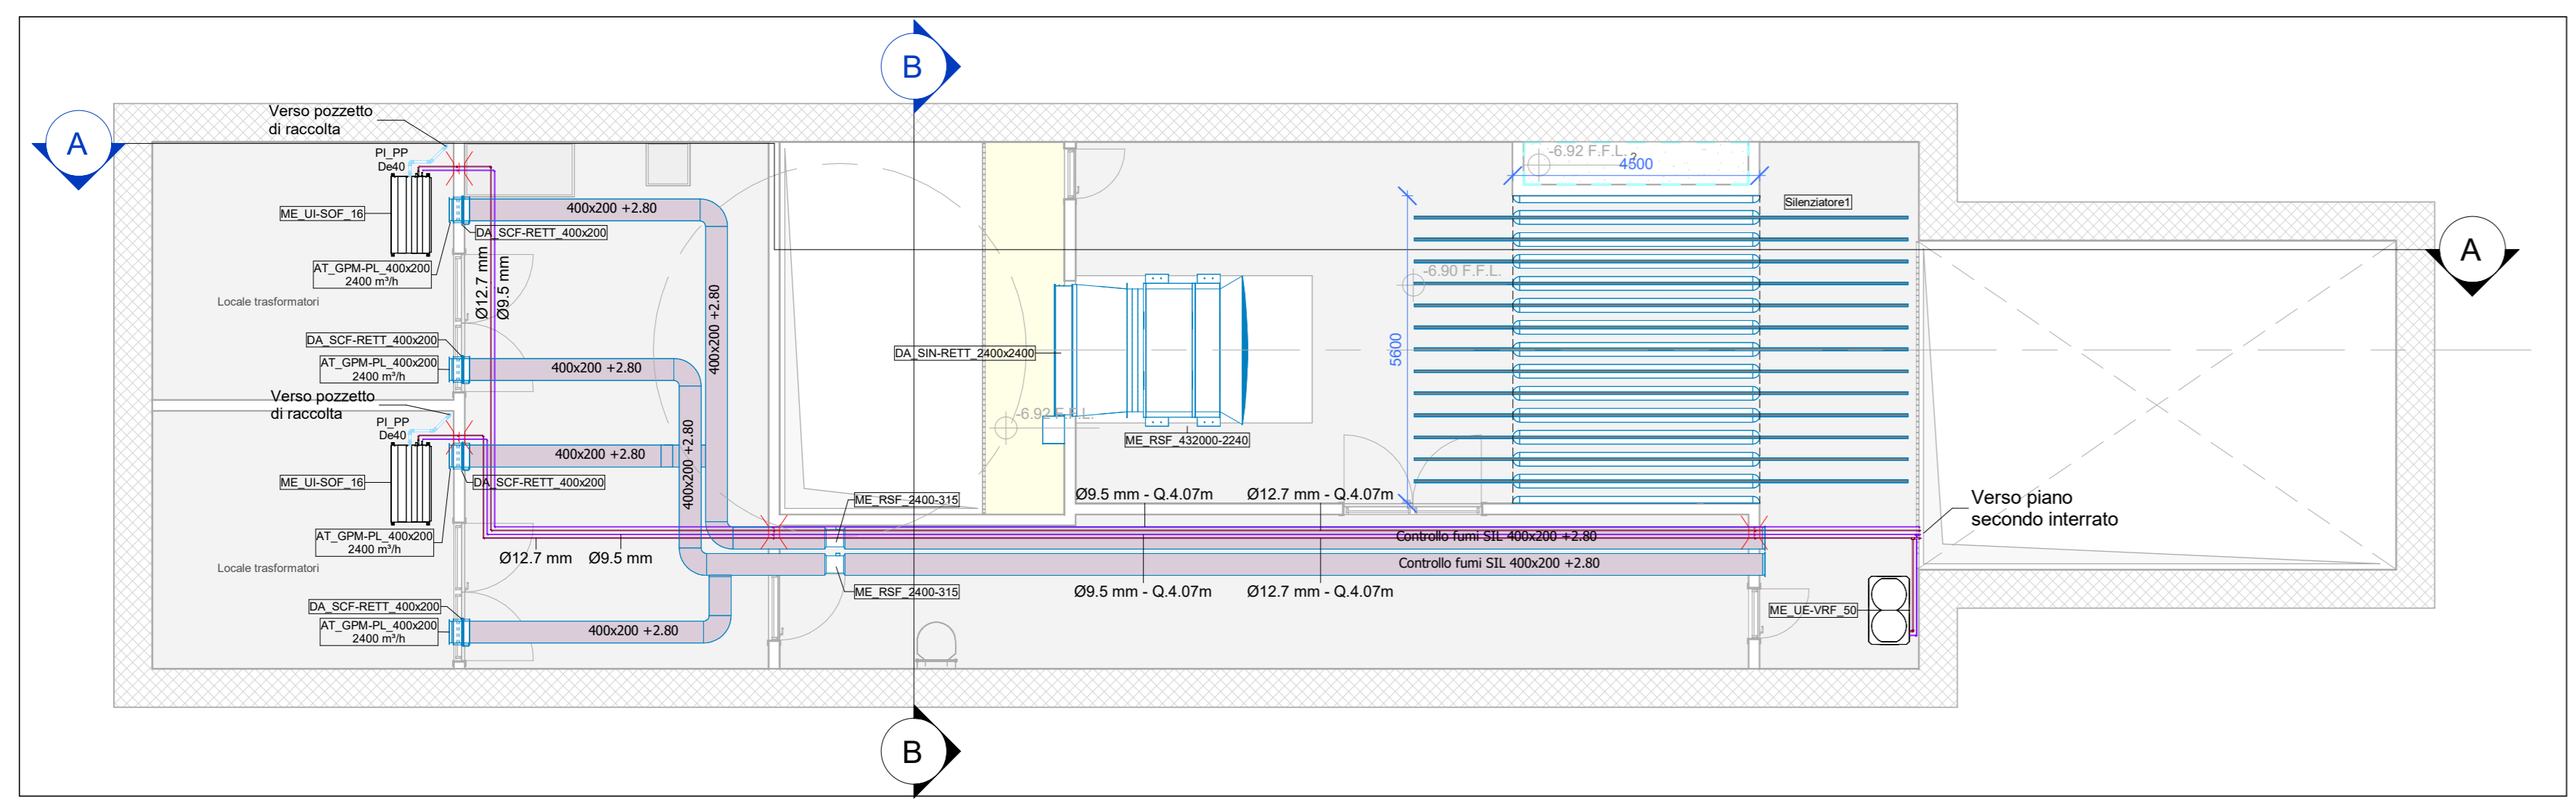 B
A
Verso pozzetto
di raccolta
PI_PP
De40
ME_UI-SOF_16
400x200 +2.80
DA_SCF-RETT_400x200
AT_GPM-PL_400x200
2400 m³/h
Ø12.7 mm
Ø9.5 mm
Locale trasformatori
400x200 +2.80
-6.92 F.F.L.
2
4500
Silenziatore1
A
-6.90 F.F.L.
5600
DA_SIN-RETT_2400x2400
-6.92 F.F.L.
ME_RSF_432000-2240
DA_SCF-RETT_400x200
AT_GPM-PL_400x200
2400 m³/h
400x200 +2.80
Verso pozzetto
di raccolta
PI_PP
De40
400x200 +2.80
400x200 +2.80
ME_UI-SOF_16
DA_SCF-RETT_400x200
AT_GPM-PL_400x200
2400 m³/h
Ø12.7 mm
Ø9.5 mm
ME_RSF_2400-315
Ø9.5 mm - Q.4.07m
Ø12.7 mm - Q.4.07m
Verso piano
secondo interrato
Controllo fumi SIL 400x200 +2.80
Controllo fumi SIL 400x200 +2.80
ME_RSF_2400-315
Ø9.5 mm - Q.4.07m
Ø12.7 mm - Q.4.07m
Locale trasformatori
DA_SCF-RETT_400x200
AT_GPM-PL_400x200
2400 m³/h
400x200 +2.80
ME_UE-VRF_50
B